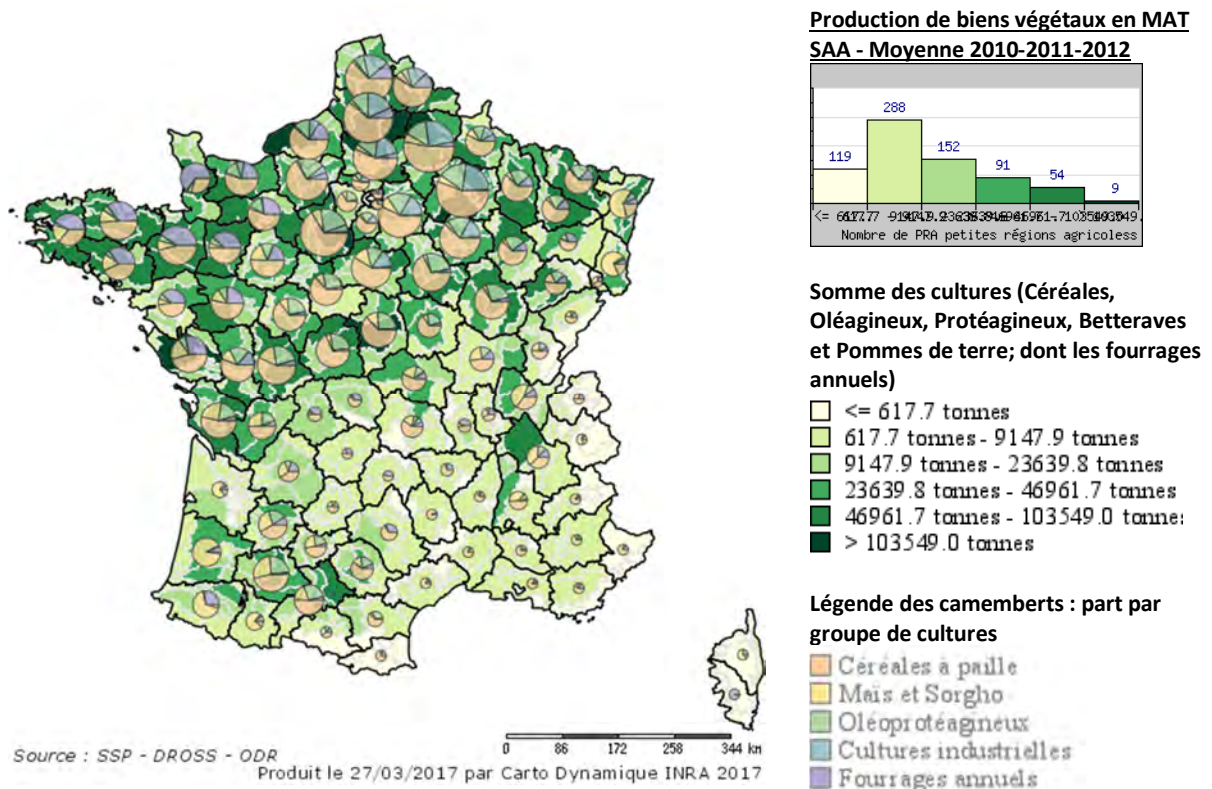 Production de biens végétaux en MAT
SAA - Moyenne 2010-2011-2012
119
288
152
91
54
9
<= 617.7
Nombre de PRA petites régions agricoless
Somme des cultures (Céréales,
Oléagineux, Protéagineux, Betteraves
et Pommes de terre; dont les fourrages
annuels)
<= 617.7 tonnes
617.7 tonnes - 9147.9 tonnes
9147.9 tonnes - 23639.8 tonnes
23639.8 tonnes - 46961.7 tonnes
46961.7 tonnes - 103549.0 tonnes
> 103549.0 tonnes
Légende des camemberts : part par
groupe de cultures
Céréales à paille
Maïs et Sorgho
Oléoprotéagineux
Cultures industrielles
Fourrages annuels
0 86 172 258 344 km
Source : SSP - DROSS - ODR
Produit le 27/03/2017 par Carto Dynamique INRA 2017